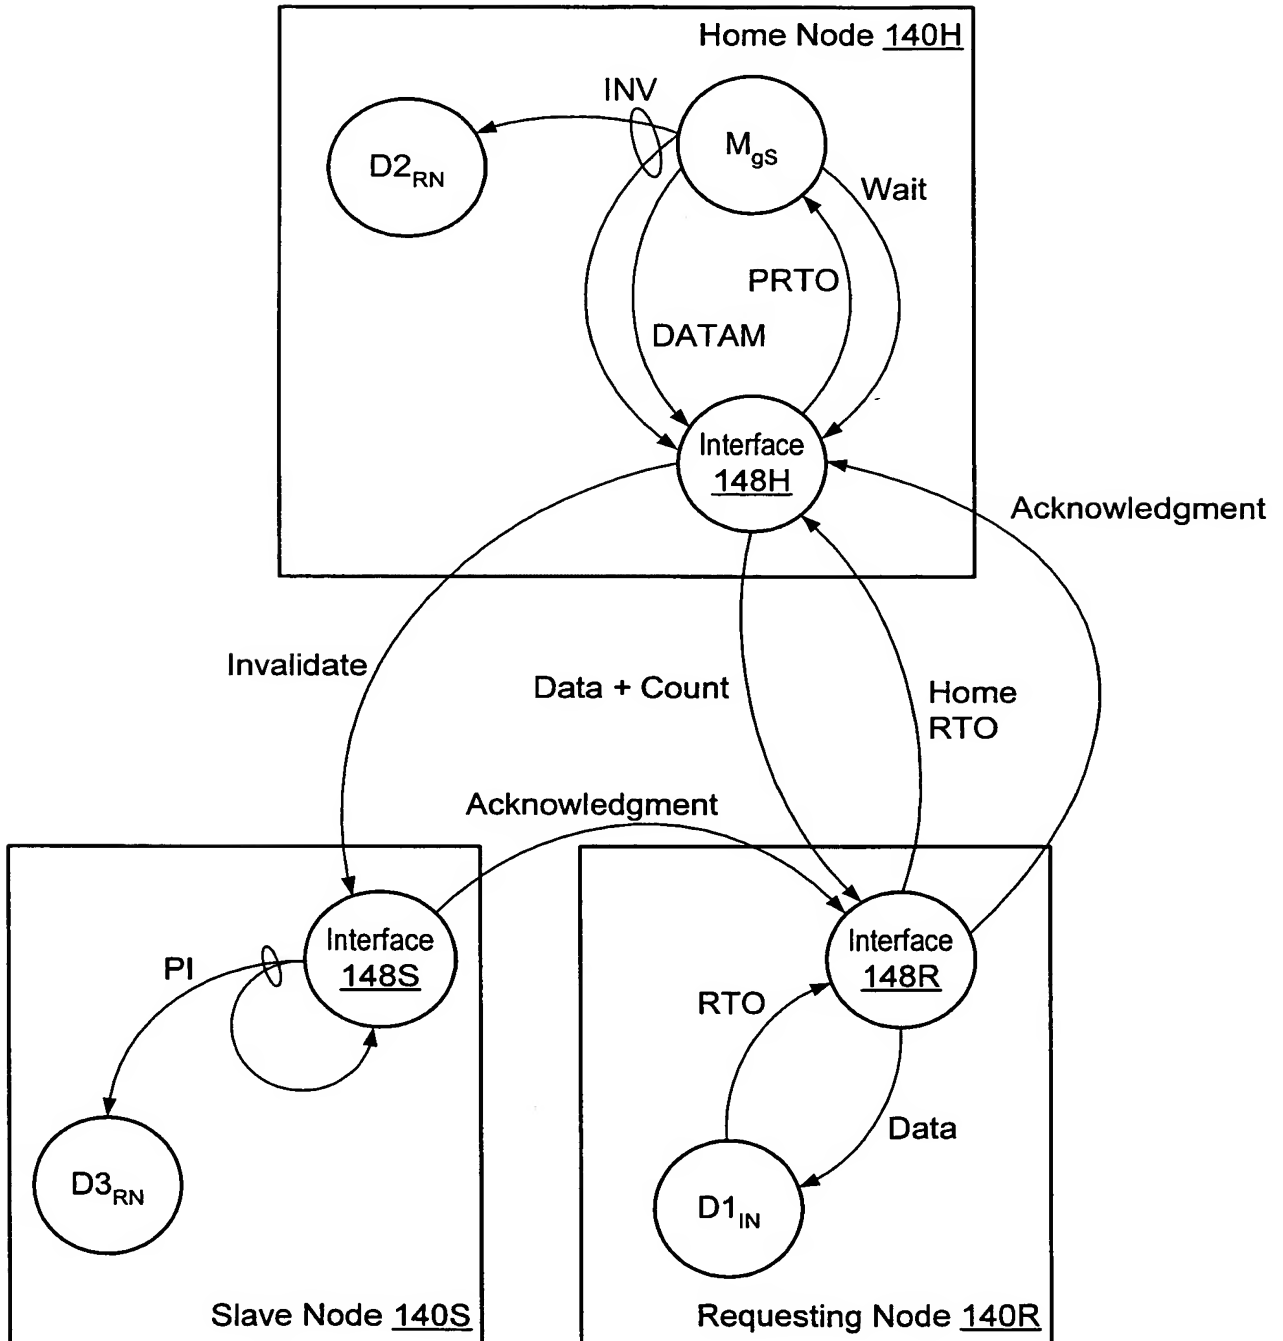 Home Node 140H
INV
D2RN
MgS
Wait
PRTO
DATAM
Interface
148H
Acknowledgment
Invalidate
Data + Count
Home
RTO
Acknowledgment
Interface
148S
PI
D3RN
Slave Node 140S
Interface
148R
RTO
Data
D1IN
Requesting Node 140R